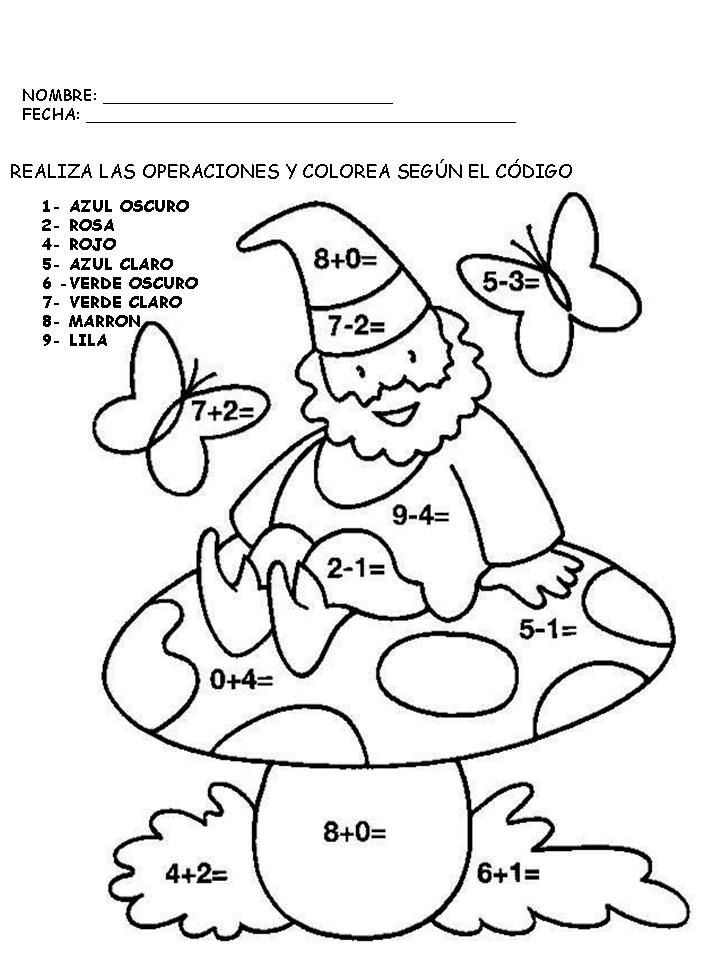 NOMBRE: ______________________________
FECHA: ______________________________________________
REALIZA LAS OPERACIONES Y COLOREA SEGÚN EL CÓDIGO
1- AZUL OSCURO
2- ROSA
4- ROJO
5- AZUL CLARO
6 -VERDE OSCURO
7- VERDE CLARO
8- MARRON
9- LILA
8+0=
5-3=
7-2=
7+2=
9-4=
2-1=
5-1=
0+4=
8+0=
4+2=
6+1=